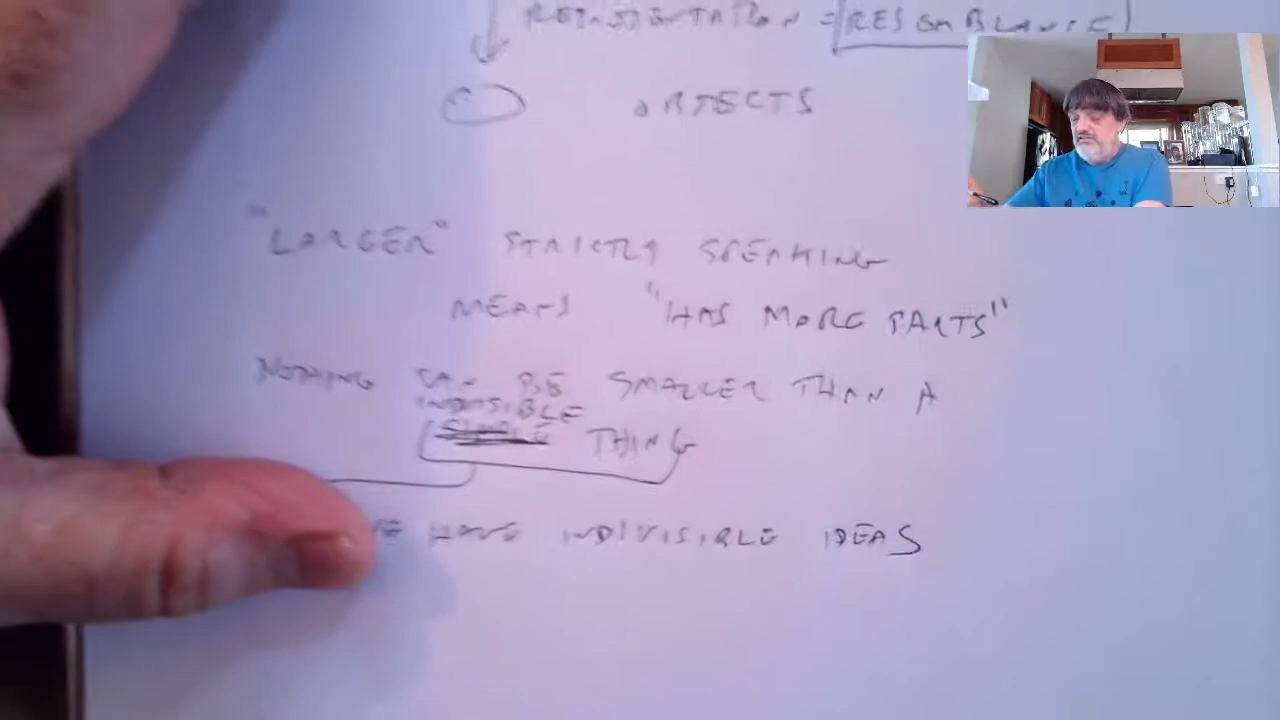 REPRESENTATION = RESEMBLANCE
OBJECTS
"LARGER" STRICTLY SPEAKING
MEANS "HAS MORE PARTS"
NOTHING CAN BE SMALLER THAN A
INDIVISIBLE
THING
HAVE INDIVISIBLE IDEAS